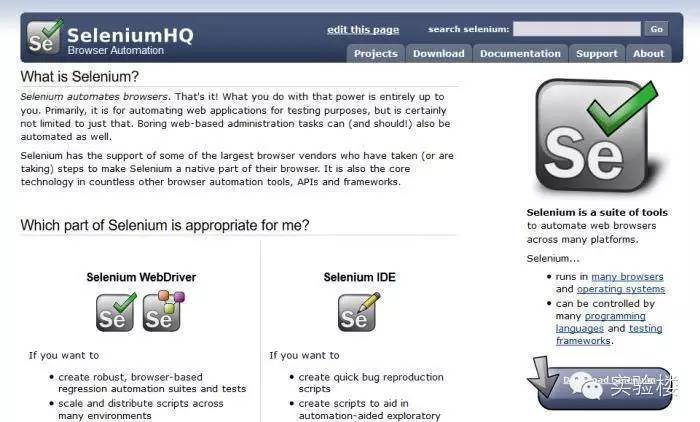 edit this page
search selenium:
Go
Se
SeleniumHQ
Browser Automation
Projects
Download
Documentation
Support
About
What is Selenium?
Selenium automates browsers. That's it! What you do with that power is entirely up to
you. Primarily, it is for automating web applications for testing purposes, but is certainly
not limited to just that. Boring web-based administration tasks can (and should!) also be
automated as well.
Selenium has the support of some of the largest browser vendors who have taken (or are
taking) steps to make Selenium a native part of their browser. It is also the core
technology in countless other browser automation tools, APIs and frameworks.
Which part of Selenium is appropriate for me?
Selenium WebDriver
Se
Se
If you want to
create robust, browser-based
regression automation suites and tests
scale and distribute scripts across
many environments
Selenium IDE
Se
If you want to
create quick bug reproduction
scripts
create scripts to aid in
automation-aided exploratory
Se
Selenium is a suite of tools
to automate web browsers
across many platforms.
Selenium...
runs in many browsers
and operating systems
can be controlled by
many programming
languages and testing
frameworks.
Download Selenium
实验楼